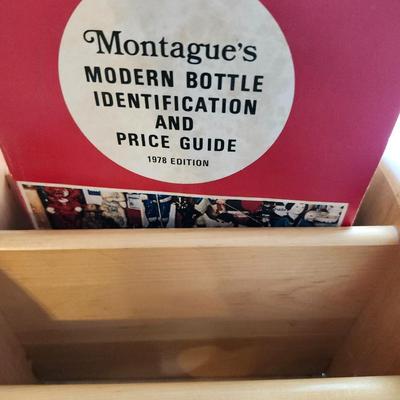 Montague's
MODERN BOTTLE
IDENTIFICATION
AND
PRICE GUIDE
1978 EDITION